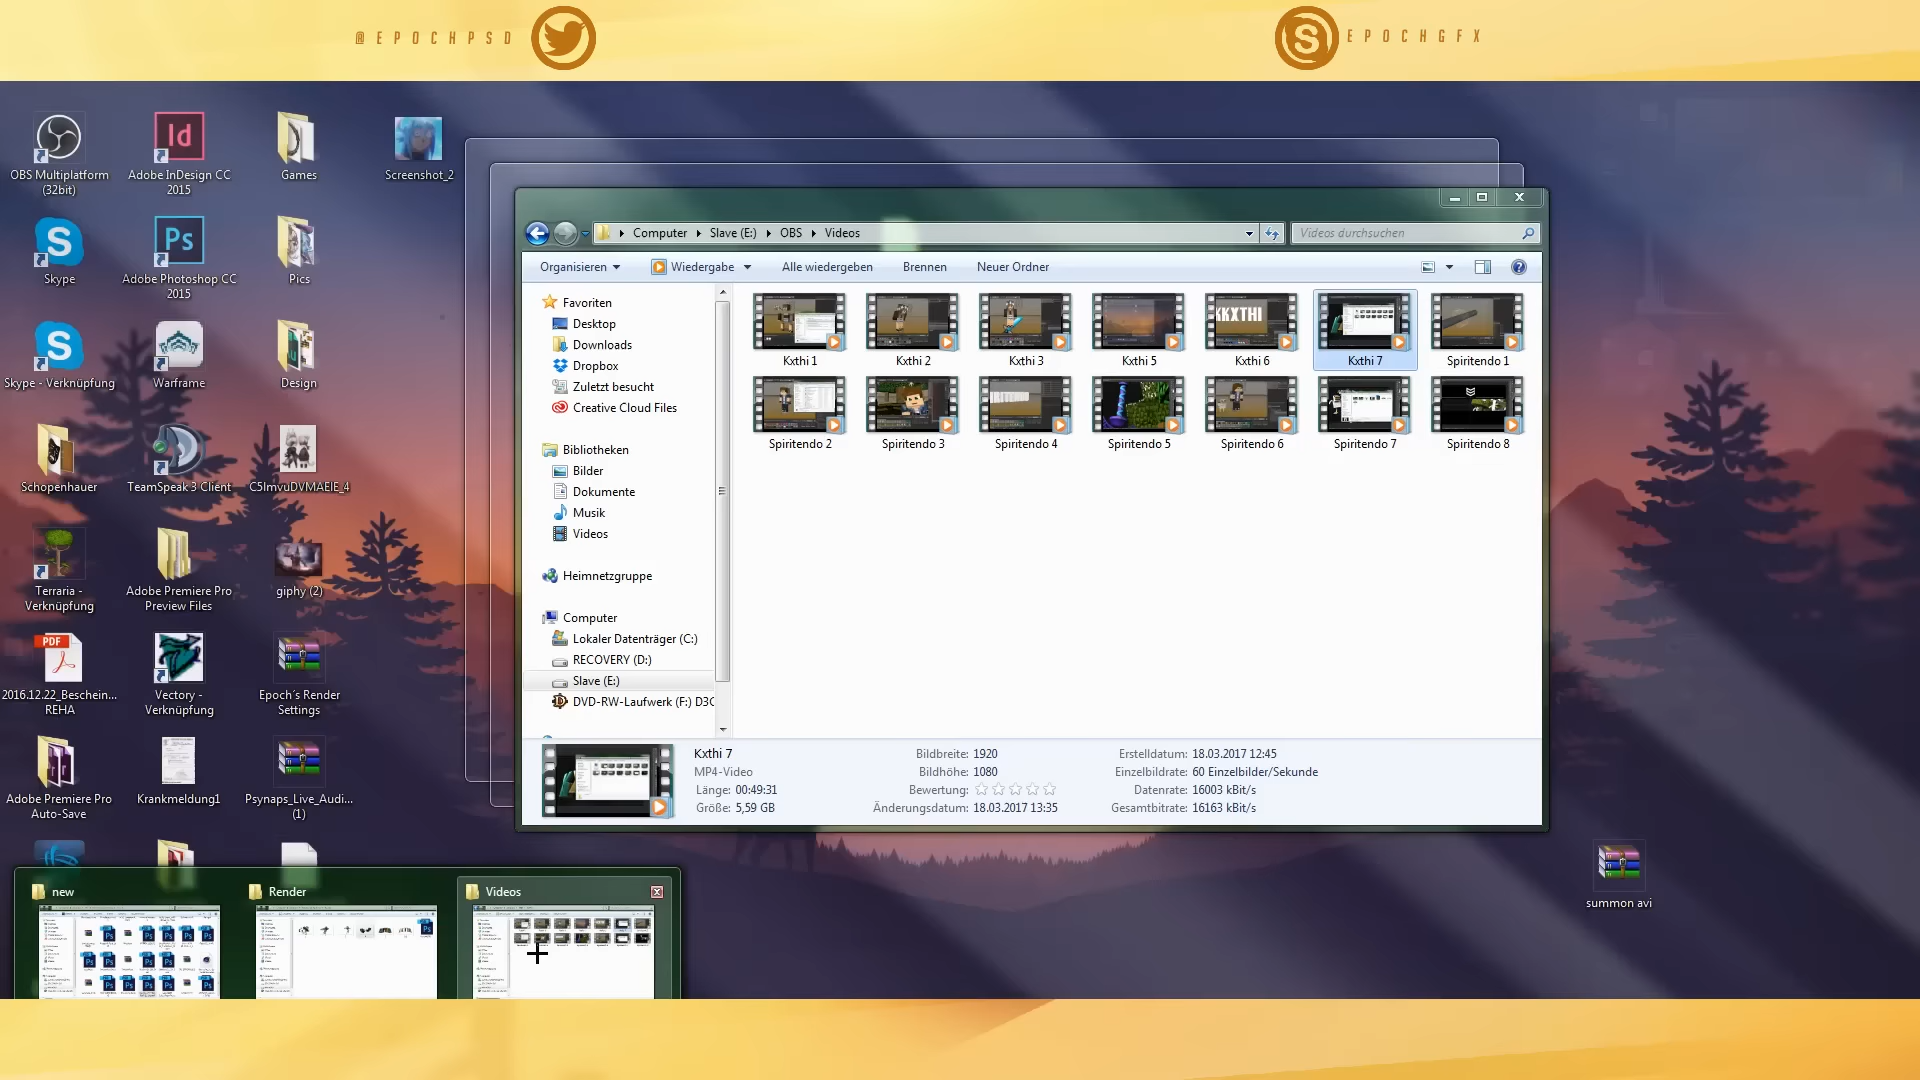 @EPOCHPSD
EPOCHGFX
OBS Multiplatform
(32bit)
Adobe InDesign CC
2015
Games
Screenshot_2
Skype
Adobe Photoshop CC
2015
Pics
Skype - Verknüpfung
Warframe
Design
Schopenhauer
TeamSpeak 3 Client
C5ImvuDVMAElE_4
Terraria -
Verknüpfung
Adobe Premiere Pro
Preview Files
giphy (2)
PDF
2016.12.22_Beschein...
REHA
Vectory -
Verknüpfung
Epoch´s Render
Settings
Adobe Premiere Pro
Auto-Save
Krankmeldung1
Psynaps_Live_Audi...
(1)
Computer
Slave (E:)
OBS
Videos
Videos durchsuchen
Organisieren
Wiedergabe
Alle wiedergeben
Brennen
Neuer Ordner
Favoriten
Desktop
Downloads
Dropbox
Zuletzt besucht
Creative Cloud Files
Bibliotheken
Bilder
Dokumente
Musik
Videos
Heimnetzgruppe
Computer
Lokaler Datenträger (C:)
RECOVERY (D:)
Slave (E:)
DVD-RW-Laufwerk (F:) D3
Kxthi 1
Kxthi 2
Kxthi 3
Kxthi 5
Kxthi 6
Kxthi 7
Spiritendo 1
Spiritendo 2
Spiritendo 3
Spiritendo 4
Spiritendo 5
Spiritendo 6
Spiritendo 7
Spiritendo 8
Kxthi 7
MP4-Video
Länge: 00:49:31
Größe: 5,59 GB
Bildbreite: 1920
Bildhöhe: 1080
Bewertung:
Änderungsdatum: 18.03.2017 13:35
Erstelldatum: 18.03.2017 12:45
Einzelbildrate: 60 Einzelbilder/Sekunde
Datenrate: 16003 kBit/s
Gesamtbitrate: 16163 kBit/s
summon avi
new
Render
Videos